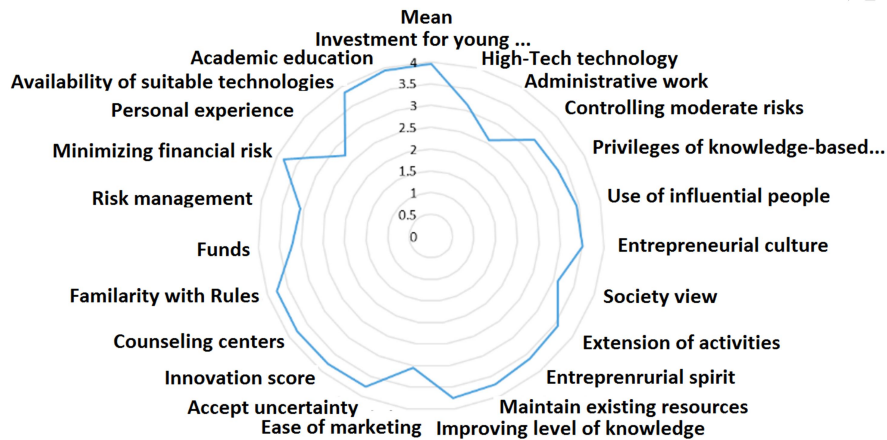 Mean
Investment for young ...
Academic education
High-Tech technology
Availability of suitable technologies
Administrative work
Personal experience
Controlling moderate risks
Minimizing financial risk
Privileges of knowledge-based...
Risk management
Use of influential people
Funds
Entrepreneurial culture
Familarity with Rules
Society view
Counseling centers
Extension of activities
Innovation score
Entreprenrurial spirit
Accept uncertainty
Maintain existing resources
Ease of marketing
Improving level of knowledge
4
3.5
3
2.5
2
1.5
1
0.5
0